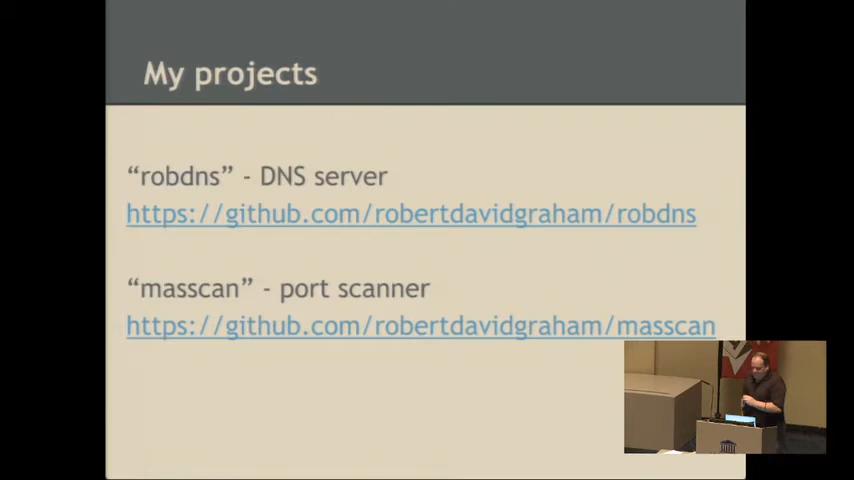 My projects
“robdns” - DNS server
https://github.com/robertdavidgraham/robdns
“masscan” - port scanner
https://github.com/robertdavidgraham/masscan